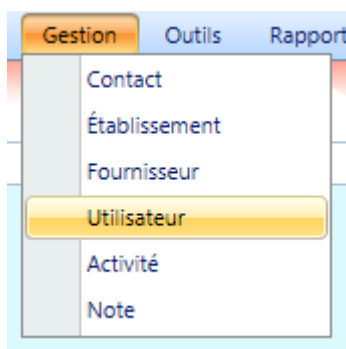 Gestion Outils Rapport
Contact
Établissement
Fournisseur
Utilisateur
Activité
Note